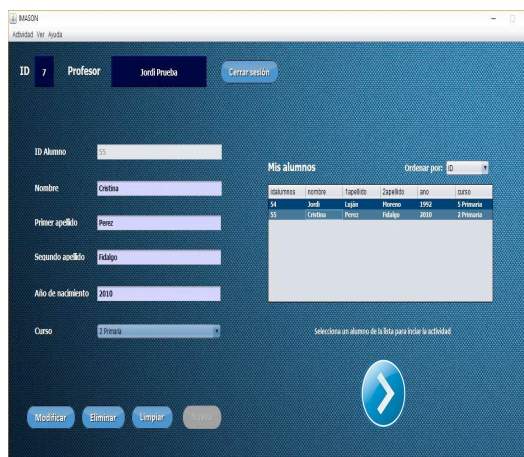 IMASON
Actividad Ver Ayuda
ID 7 Profesor Jordi Prueba Cerrar sesión
ID Alumno 55
Nombre Cristina
Primer apellido Perez
Segundo apellido Fidalgo
Año de nacimiento 2010
Curso 2 Primaria
Modificar Eliminar Limpiar
Mis alumnos Ordenar por: ID
idalumnos nombre 1apellido 2apellido ano curso
54 Jordi Luján Moreno 1992 5 Primaria
55 Cristina Perez Fidalgo 2010 2 Primaria
Selecciona un alumno de la lista para inciar la actividad